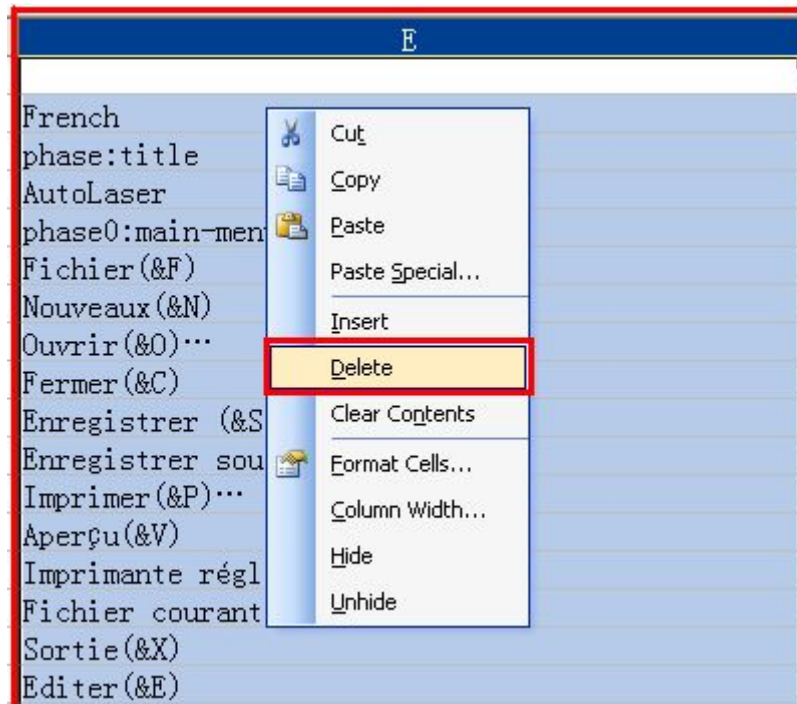 E
French
phase:title
AutoLaser
phase0:main-men
Fichier(&F)
Nouveaux(&N)
Ouvrir(&O)…
Fermer(&C)
Enregistrer (&S
Enregistrer sou
Imprimer(&P)…
Aperçu(&V)
Imprimante régl
Fichier courant
Sortie(&X)
Editer(&E)
Cut
Copy
Paste
Paste Special...
Insert
Delete
Clear Contents
Format Cells...
Column Width...
Hide
Unhide